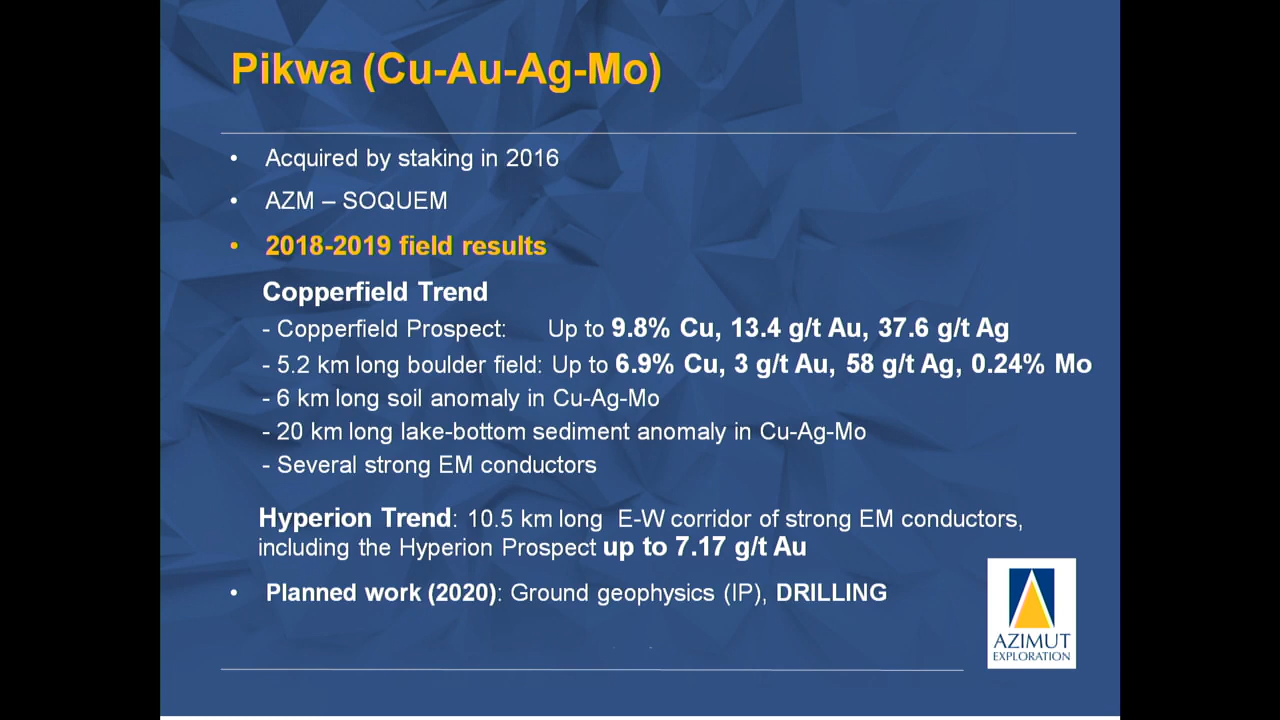 Pikwa (Cu-Au-Ag-Mo)
• Acquired by staking in 2016
• AZM – SOQUEM
• 2018-2019 field results
Copperfield Trend
- Copperfield Prospect: Up to 9.8% Cu, 13.4 g/t Au, 37.6 g/t Ag
- 5.2 km long boulder field: Up to 6.9% Cu, 3 g/t Au, 58 g/t Ag, 0.24% Mo
- 6 km long soil anomaly in Cu-Ag-Mo
- 20 km long lake-bottom sediment anomaly in Cu-Ag-Mo
- Several strong EM conductors
Hyperion Trend: 10.5 km long E-W corridor of strong EM conductors,
including the Hyperion Prospect up to 7.17 g/t Au
• Planned work (2020): Ground geophysics (IP), DRILLING
AZIMUT
EXPLORATION